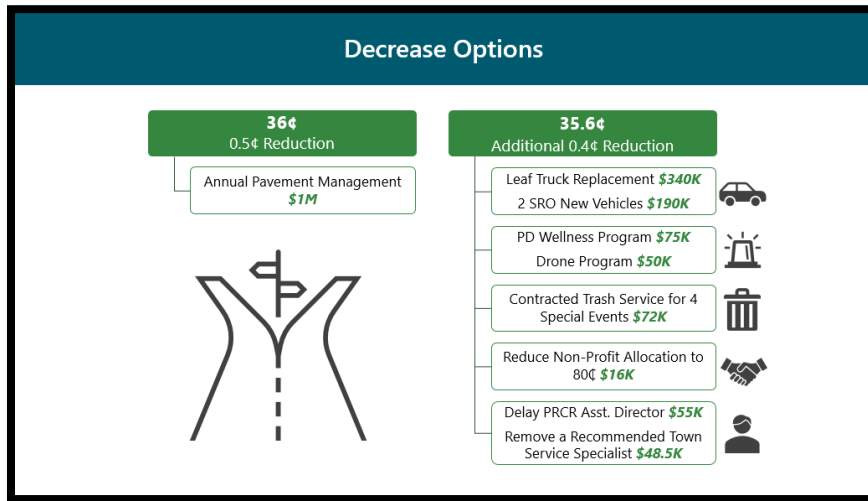 Decrease Options
36¢
0.5¢ Reduction
Annual Pavement Management
$1M
35.6¢
Additional 0.4¢ Reduction
Leaf Truck Replacement $340K
2 SRO New Vehicles $190K
PD Wellness Program $75K
Drone Program $50K
Contracted Trash Service for 4
Special Events $72K
Reduce Non-Profit Allocation to
80¢ $16K
Delay PRCR Asst. Director $55K
Remove a Recommended Town
Service Specialist $48.5K